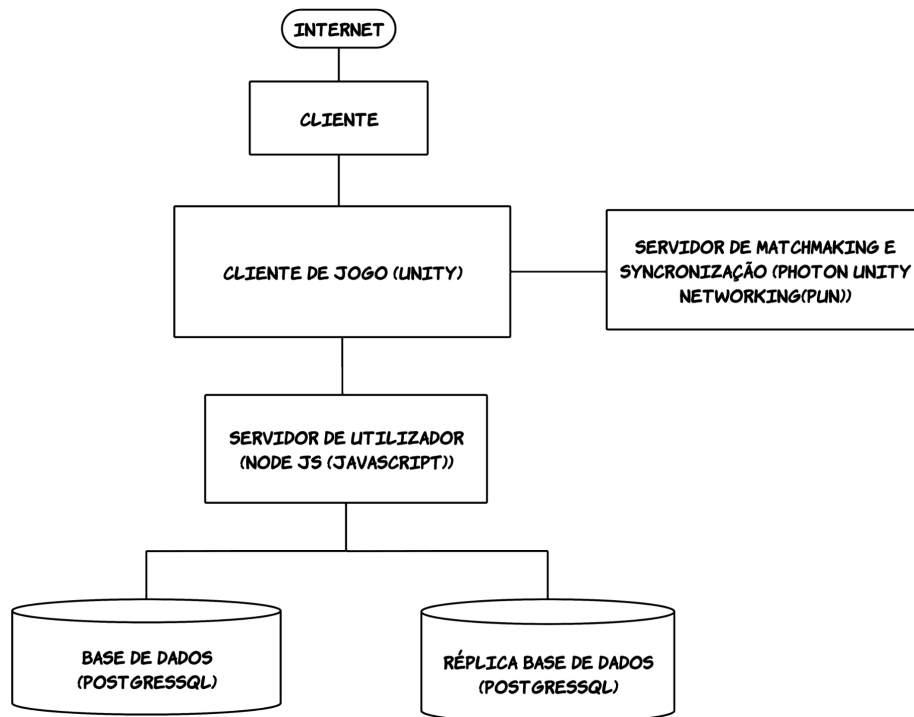 INTERNET
CLIENTE
CLIENTE DE JOGO (UNITY)
SERVIDOR DE MATCHMAKING E
SYNCRONIZAÇÃO (PHOTON UNITY
NETWORKING(PUN))
SERVIDOR DE UTILIZADOR
(NODE JS (JAVASCRIPT))
BASE DE DADOS
(POSTGRESSQL)
RÉPLICA BASE DE DADOS
(POSTGRESSQL)